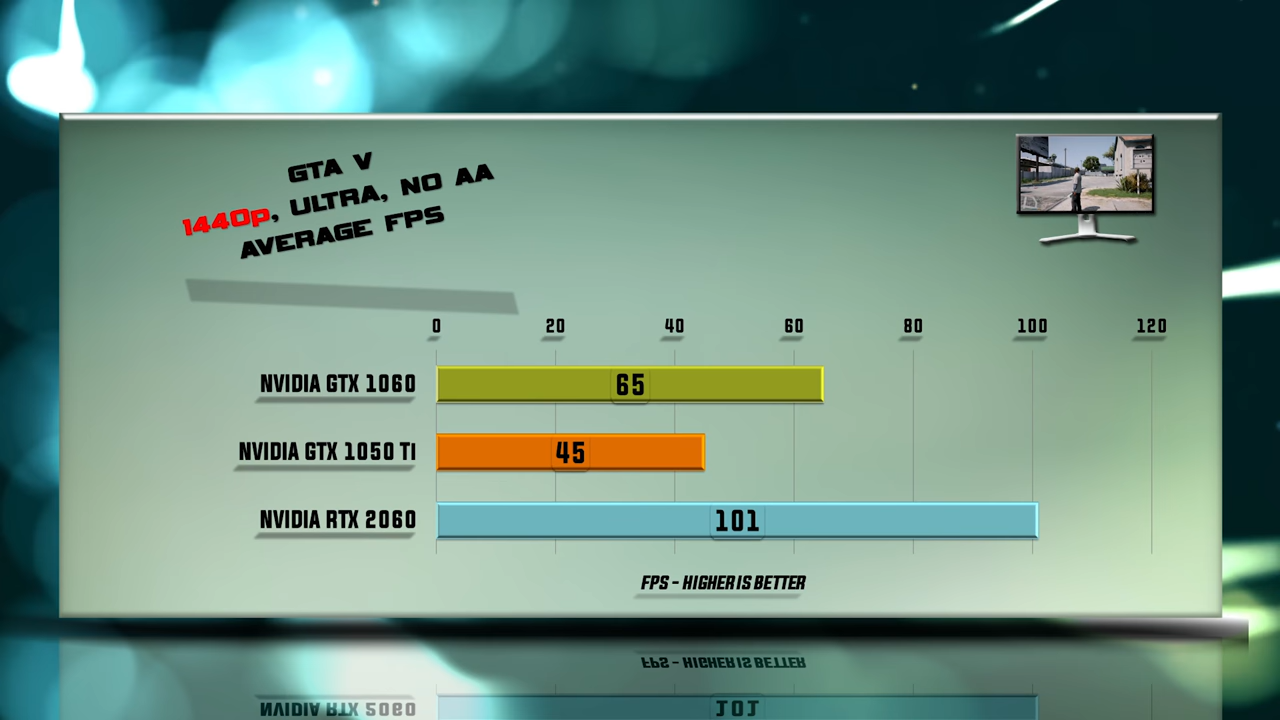 GTA V
1440p, ULTRA, NO AA
AVERAGE FPS
0 20 40 60 80 100 120
NVIDIA GTX 1060 65
NVIDIA GTX 1050 TI 45
NVIDIA RTX 2060 101
FPS - HIGHER IS BETTER